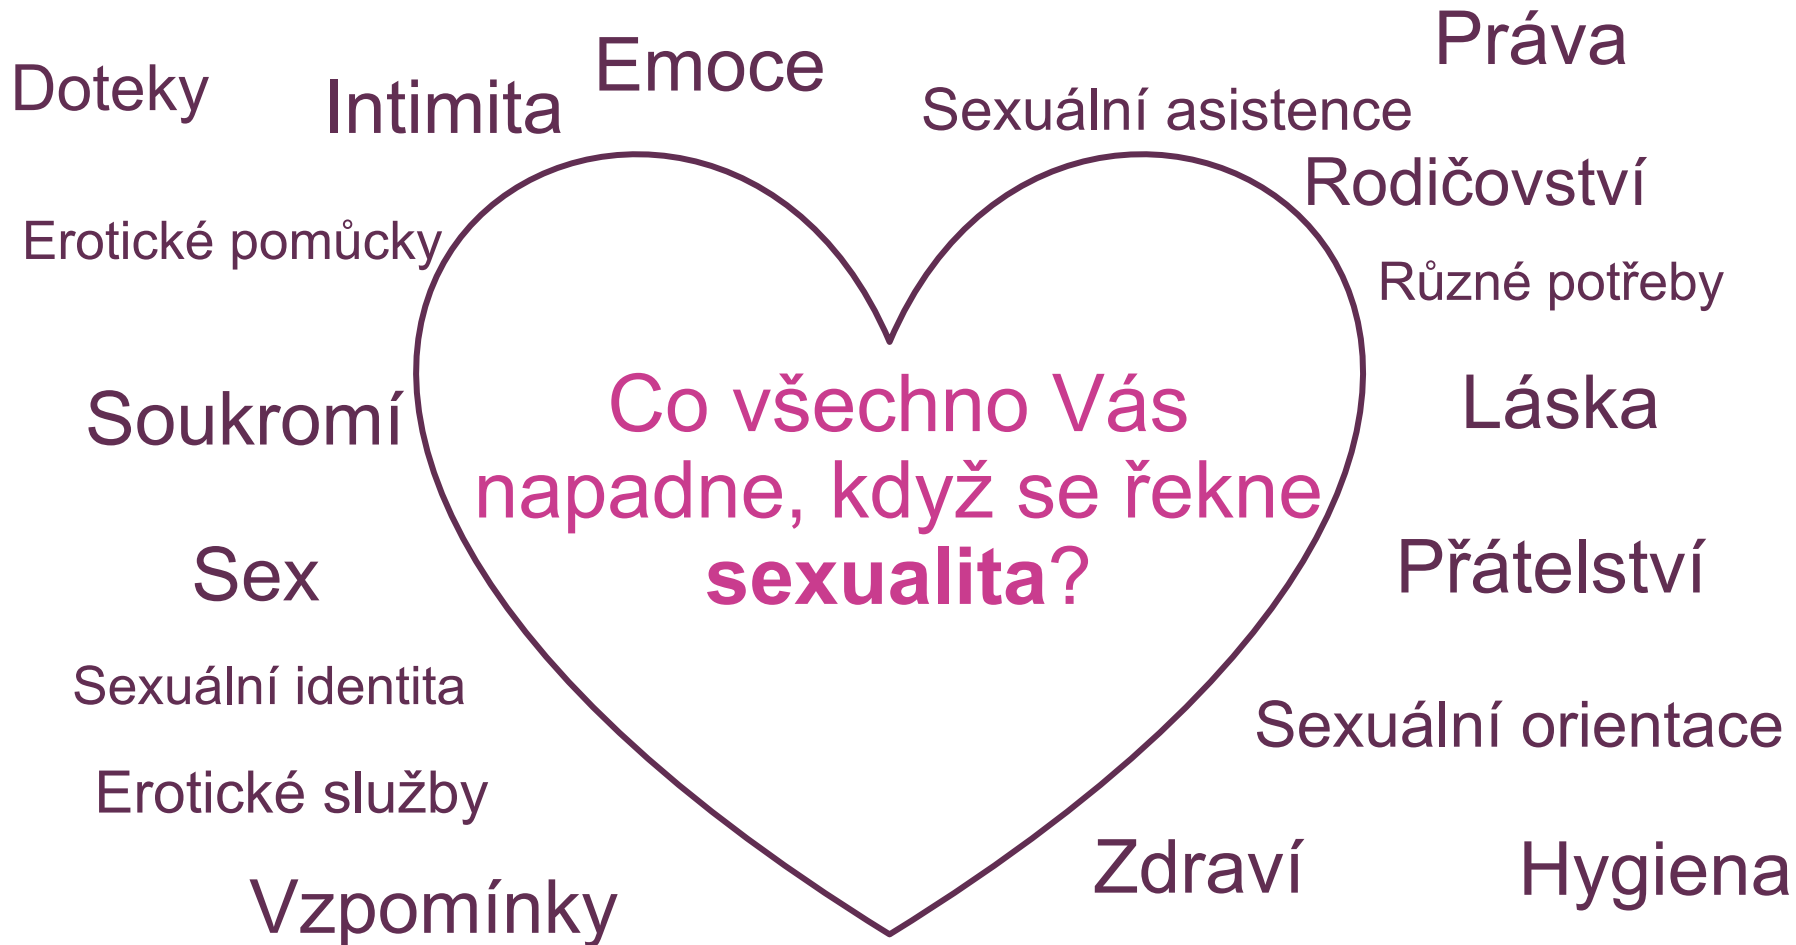 Práva
Emoce
Doteky
Intimita
Sexuální asistence
Rodičovství
Erotické pomůcky
Různé potřeby
Soukromí
Co všechno Vás
napadne, když se řekne
sexualita?
Láska
Sex
Přátelství
Sexuální identita
Sexuální orientace
Erotické služby
Zdraví
Hygiena
Vzpomínky